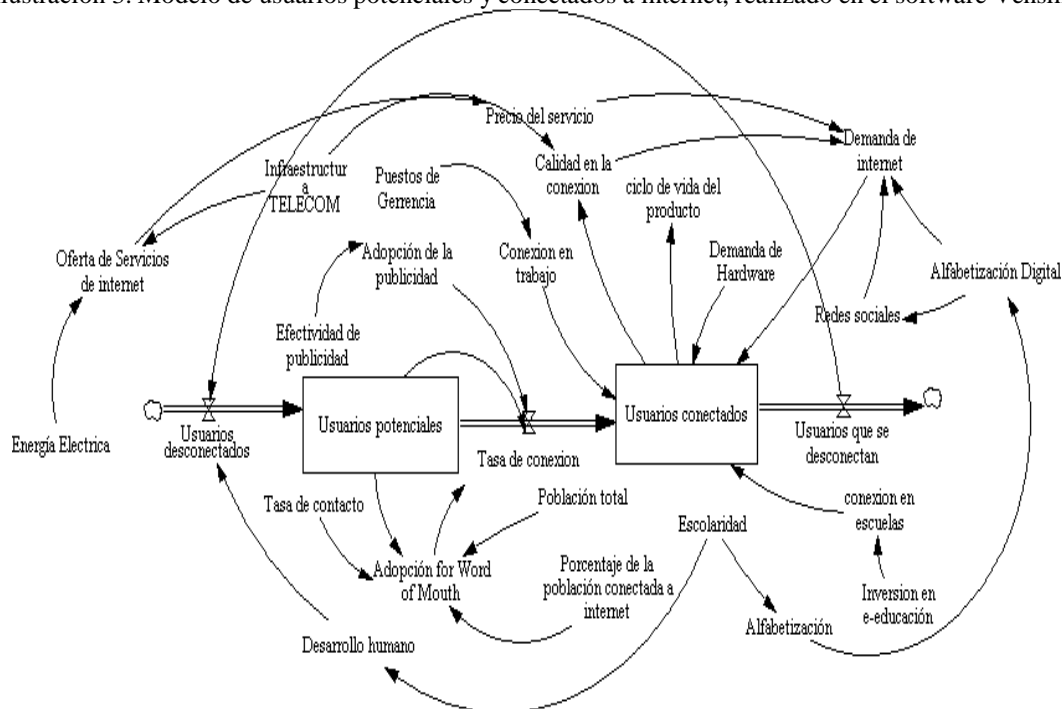 Ilustración 3. Modelo de usuarios potenciales y conectados a internet, realizado en el software Vensim
Precio del servicio
Demanda de
internet
Infraestructur
a
TELECOM
Puestos de
Gerrencia
Calidad en la
conexion
ciclo de vida del
producto
Oferta de Servicios
de internet
Adopción de la
publicidad
Conexion en
trabajo
Demanda de
Hardware
Alfabetización Digital
Redes sociales
Efectividad de
publicidad
Usuarios potenciales
Usuarios conectados
Energía Electrica
Usuarios
desconectados
Tasa de conexion
Usuarios que se
desconectan
Tasa de contacto
Población total
Escolaridad
conexion en
escuelas
Adopción for Word
of Mouth
Porcentaje de la
población conectada a
internet
Inversion en
e-educación
Alfabetización
Desarrollo humano